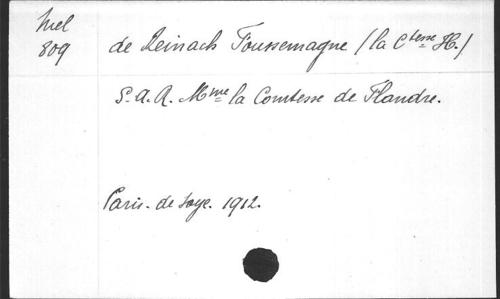 Mel
809
de Reinach Foussemagne (la Ctesse H.)
S. A. R. Mme la Comtesse de Flandre.
Paris. de Soye. 1912.